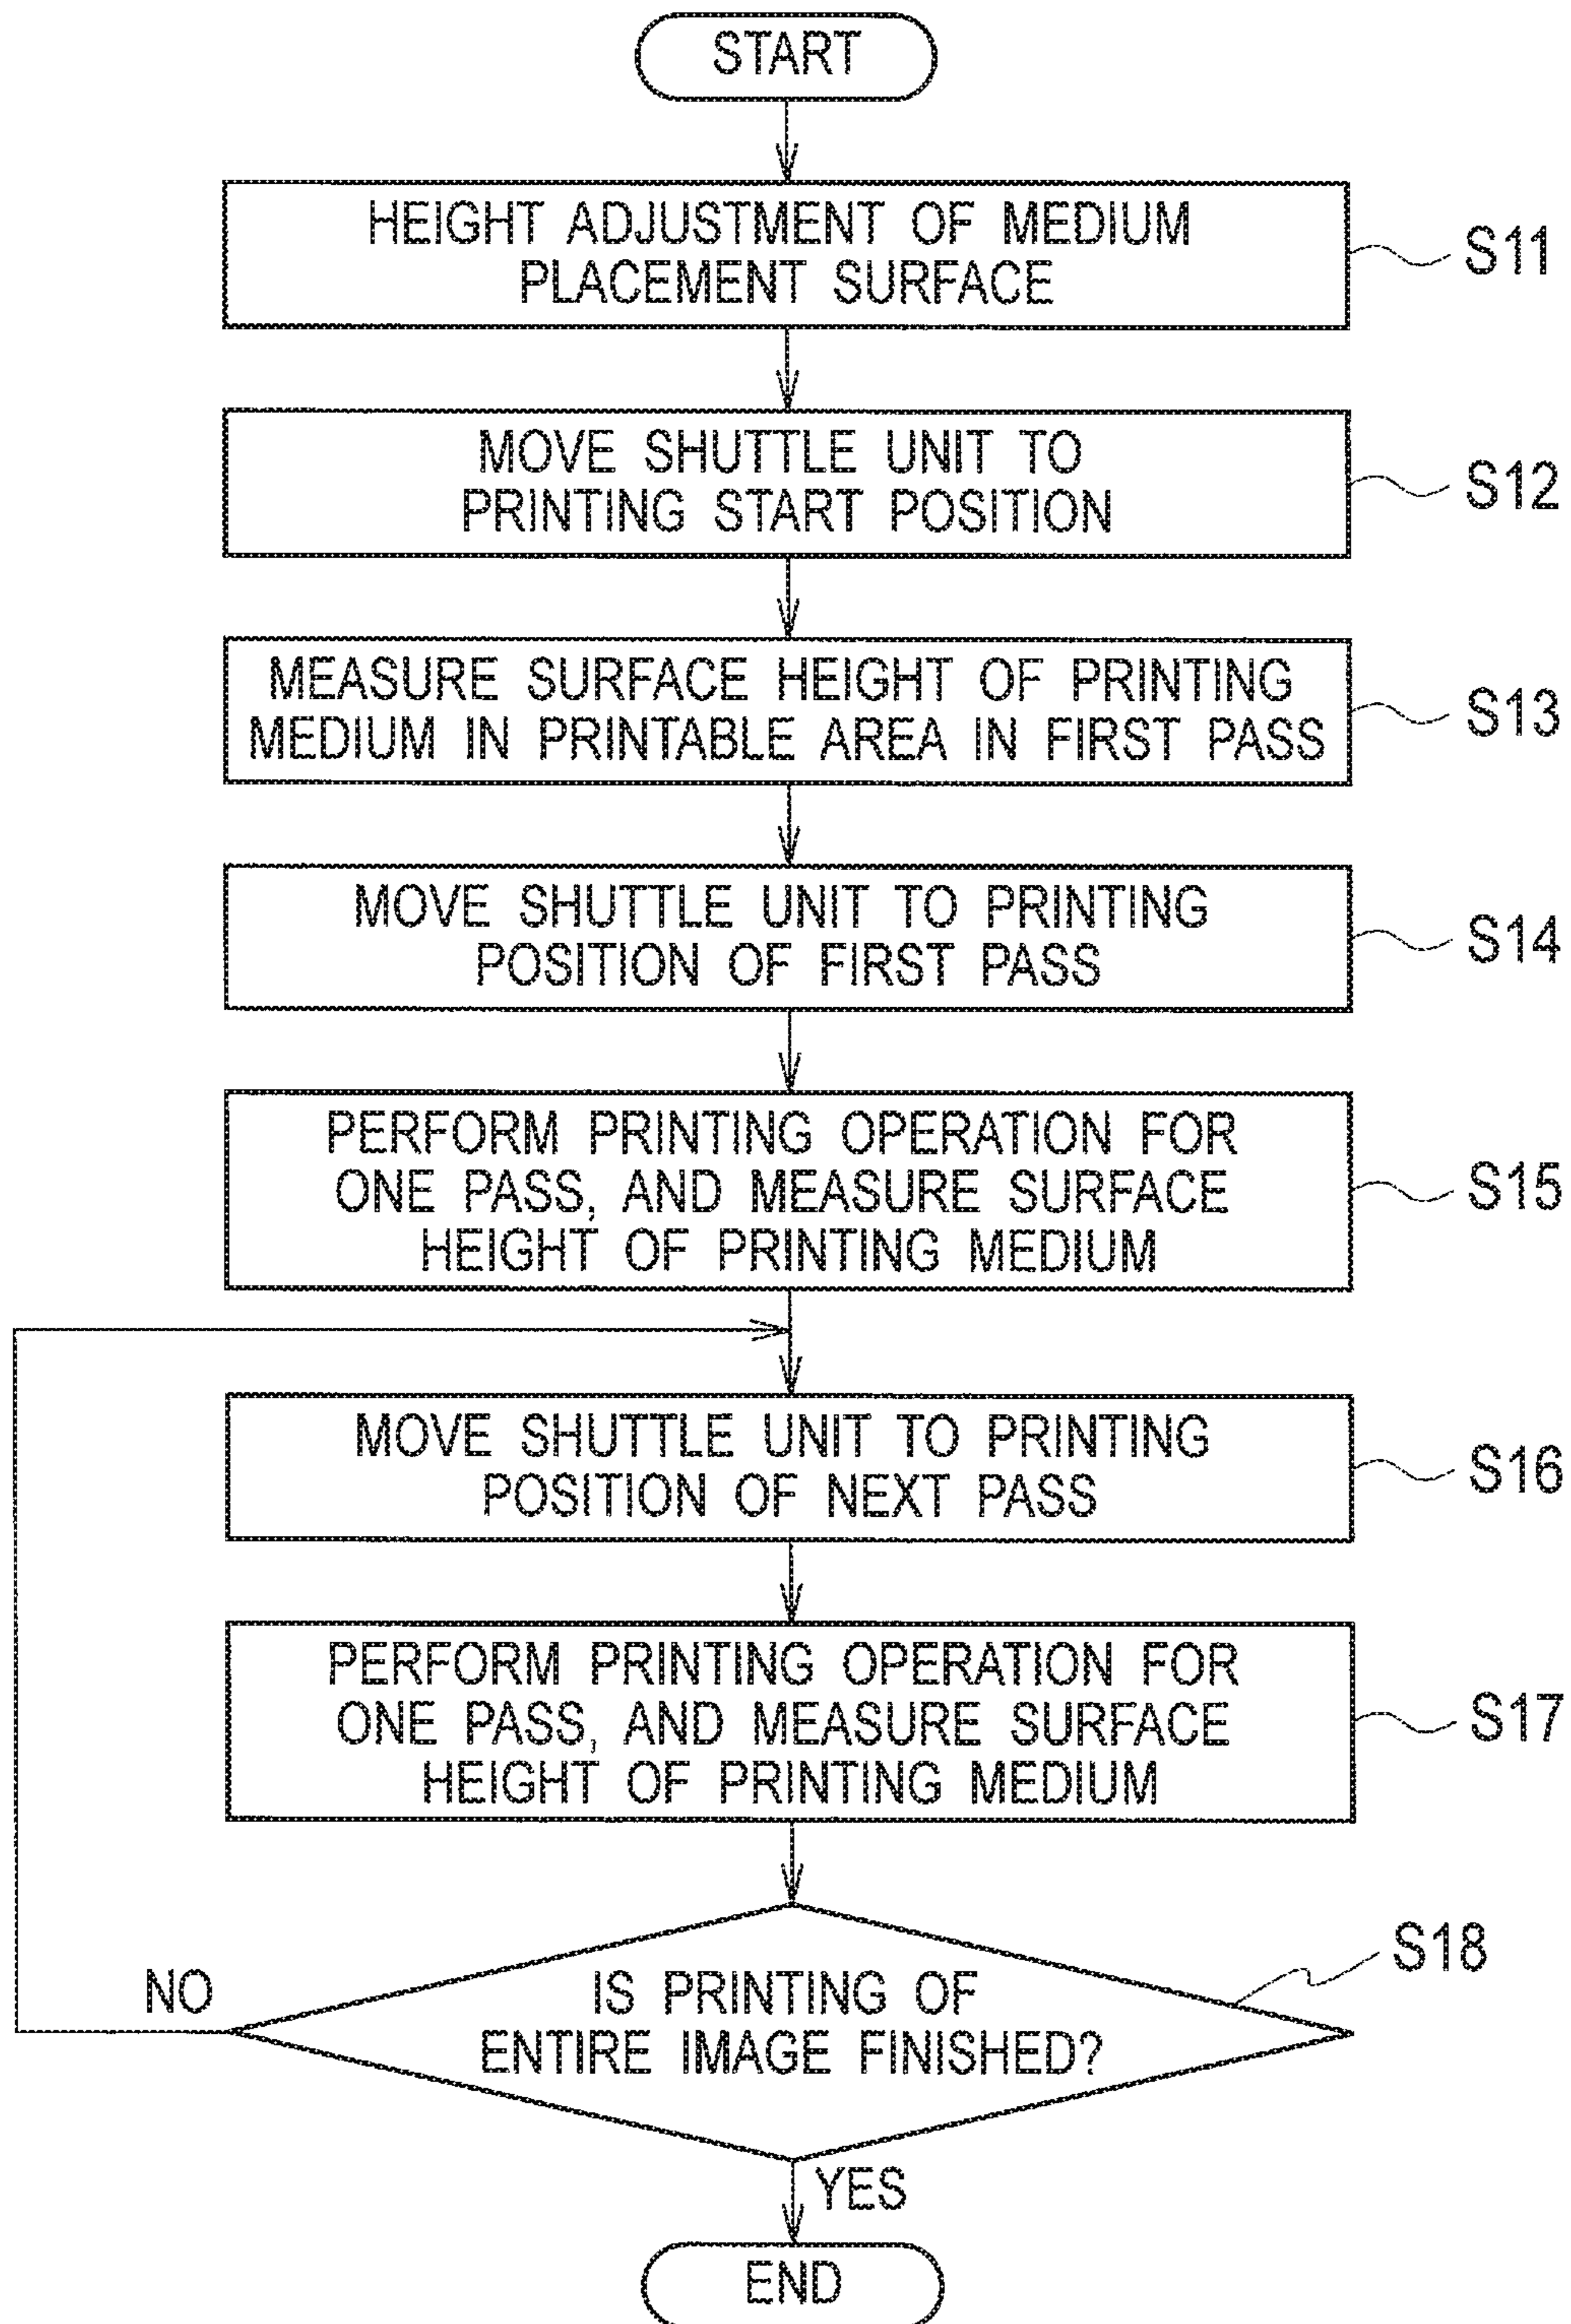 START
HEIGHT ADJUSTMENT OF MEDIUM
PLACEMENT SURFACE
S11
MOVE SHUTTLE UNIT TO
PRINTING START POSITION
S12
MEASURE SURFACE HEIGHT OF PRINTING
MEDIUM IN PRINTABLE AREA IN FIRST PASS
S13
MOVE SHUTTLE UNIT TO PRINTING
POSITION OF FIRST PASS
S14
PERFORM PRINTING OPERATION FOR
ONE PASS, AND MEASURE SURFACE
HEIGHT OF PRINTING MEDIUM
S15
MOVE SHUTTLE UNIT TO PRINTING
POSITION OF NEXT PASS
S16
PERFORM PRINTING OPERATION FOR
ONE PASS, AND MEASURE SURFACE
HEIGHT OF PRINTING MEDIUM
S17
IS PRINTING OF
ENTIRE IMAGE FINISHED?
S18
NO
YES
END